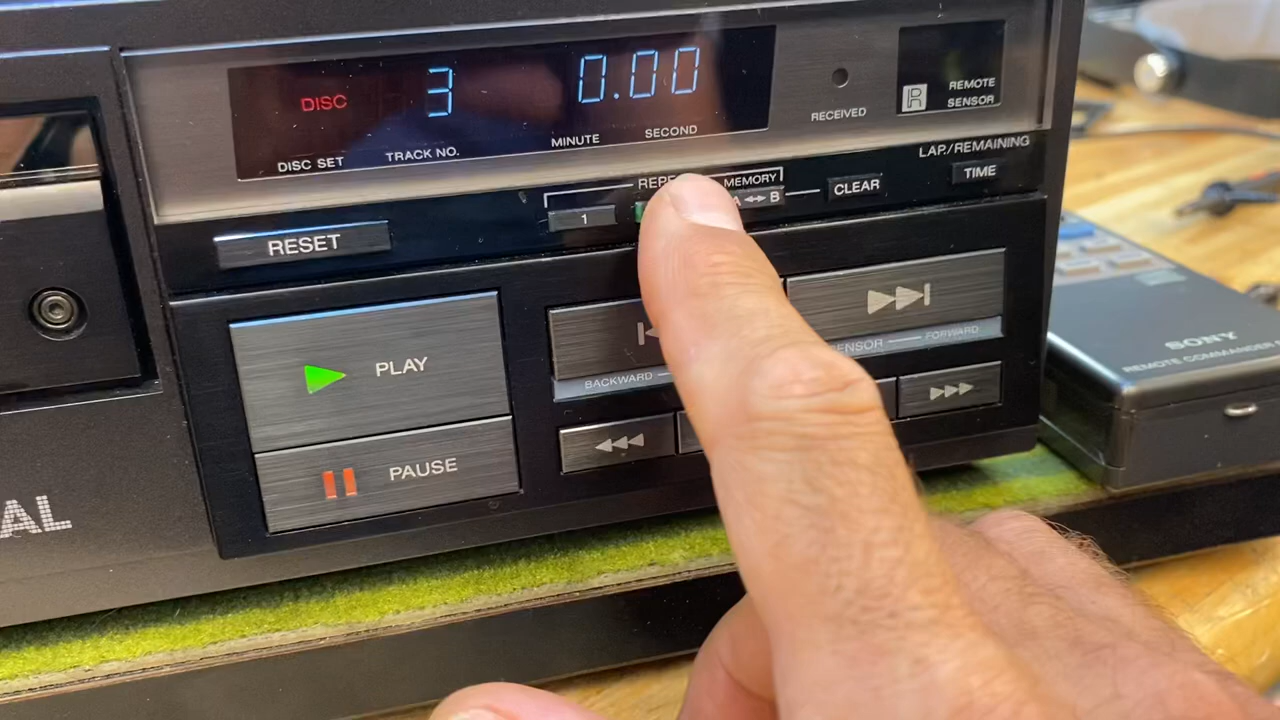 DISC 3 0.00
DISC SET TRACK NO. MINUTE SECOND
RECEIVED
R REMOTE
SENSOR
LAP/REMAINING
TIME
MEMORY
CLEAR
1 A ↔ B
RESET
PLAY
BACKWARD
FORWARD
PAUSE
SONY
REMOTE COMMANDER
AL